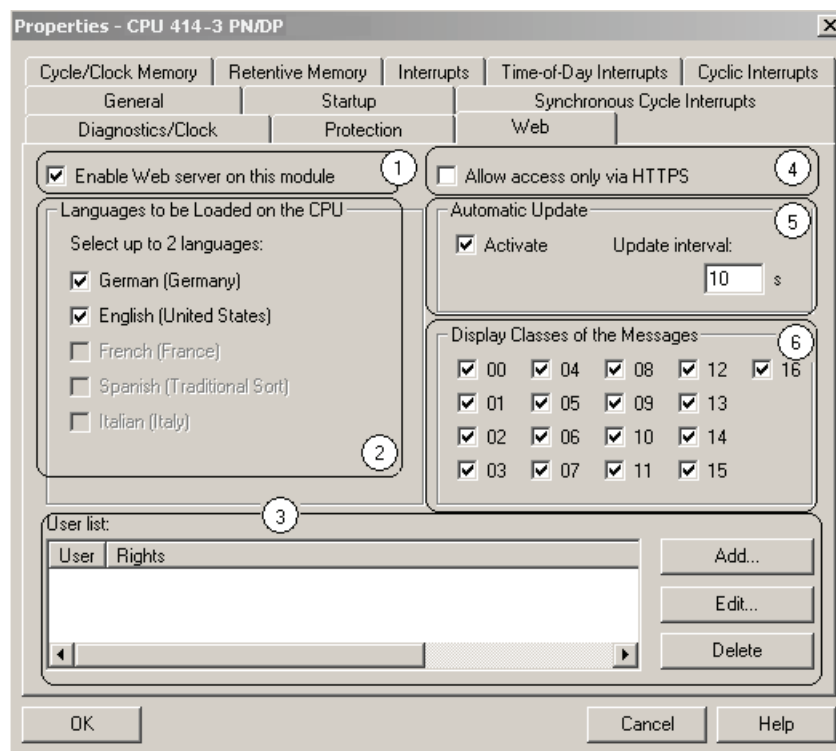 Properties - CPU 414-3 PN/DP
Cycle/Clock Memory Retentive Memory Interrupts Time-of-Day Interrupts Cyclic Interrupts
General Startup Synchronous Cycle Interrupts
Diagnostics/Clock Protection Web
Enable Web server on this module 1
Allow access only via HTTPS 4
Languages to be Loaded on the CPU
Select up to 2 languages:
German (Germany)
English (United States)
French (France)
Spanish (Traditional Sort)
Italian (Italy)
2
Automatic Update 5
Activate Update interval:
10 s
Display Classes of the Messages 6
00 04 08 12 16
01 05 09 13
02 06 10 14
03 07 11 15
3
User list:
User Rights
Add...
Edit...
Delete
OK Cancel Help